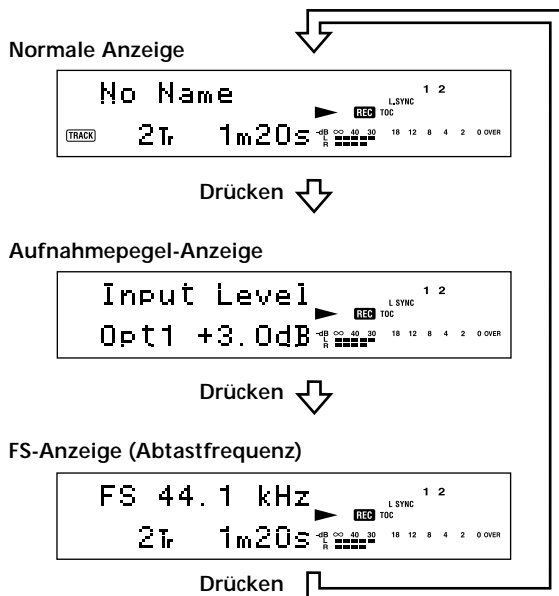 Normale Anzeige
No Name
1 2
L.SYNC
REC TOC
TRACK 2Tr 1m20s -dB ∞ 40 30 18 12 8 4 2 0 OVER
L
R
Drücken
Aufnahmepegel-Anzeige
Input Level
1 2
L SYNC
REC TOC
Opt1 +3.0dB -dB ∞ 40 30 18 12 8 4 2 0 OVER
L
R
Drücken
FS-Anzeige (Abtastfrequenz)
FS 44.1 kHz
1 2
L SYNC
REC TOC
2Tr 1m20s -dB ∞ 40 30 18 12 8 4 2 0 OVER
L
R
Drücken